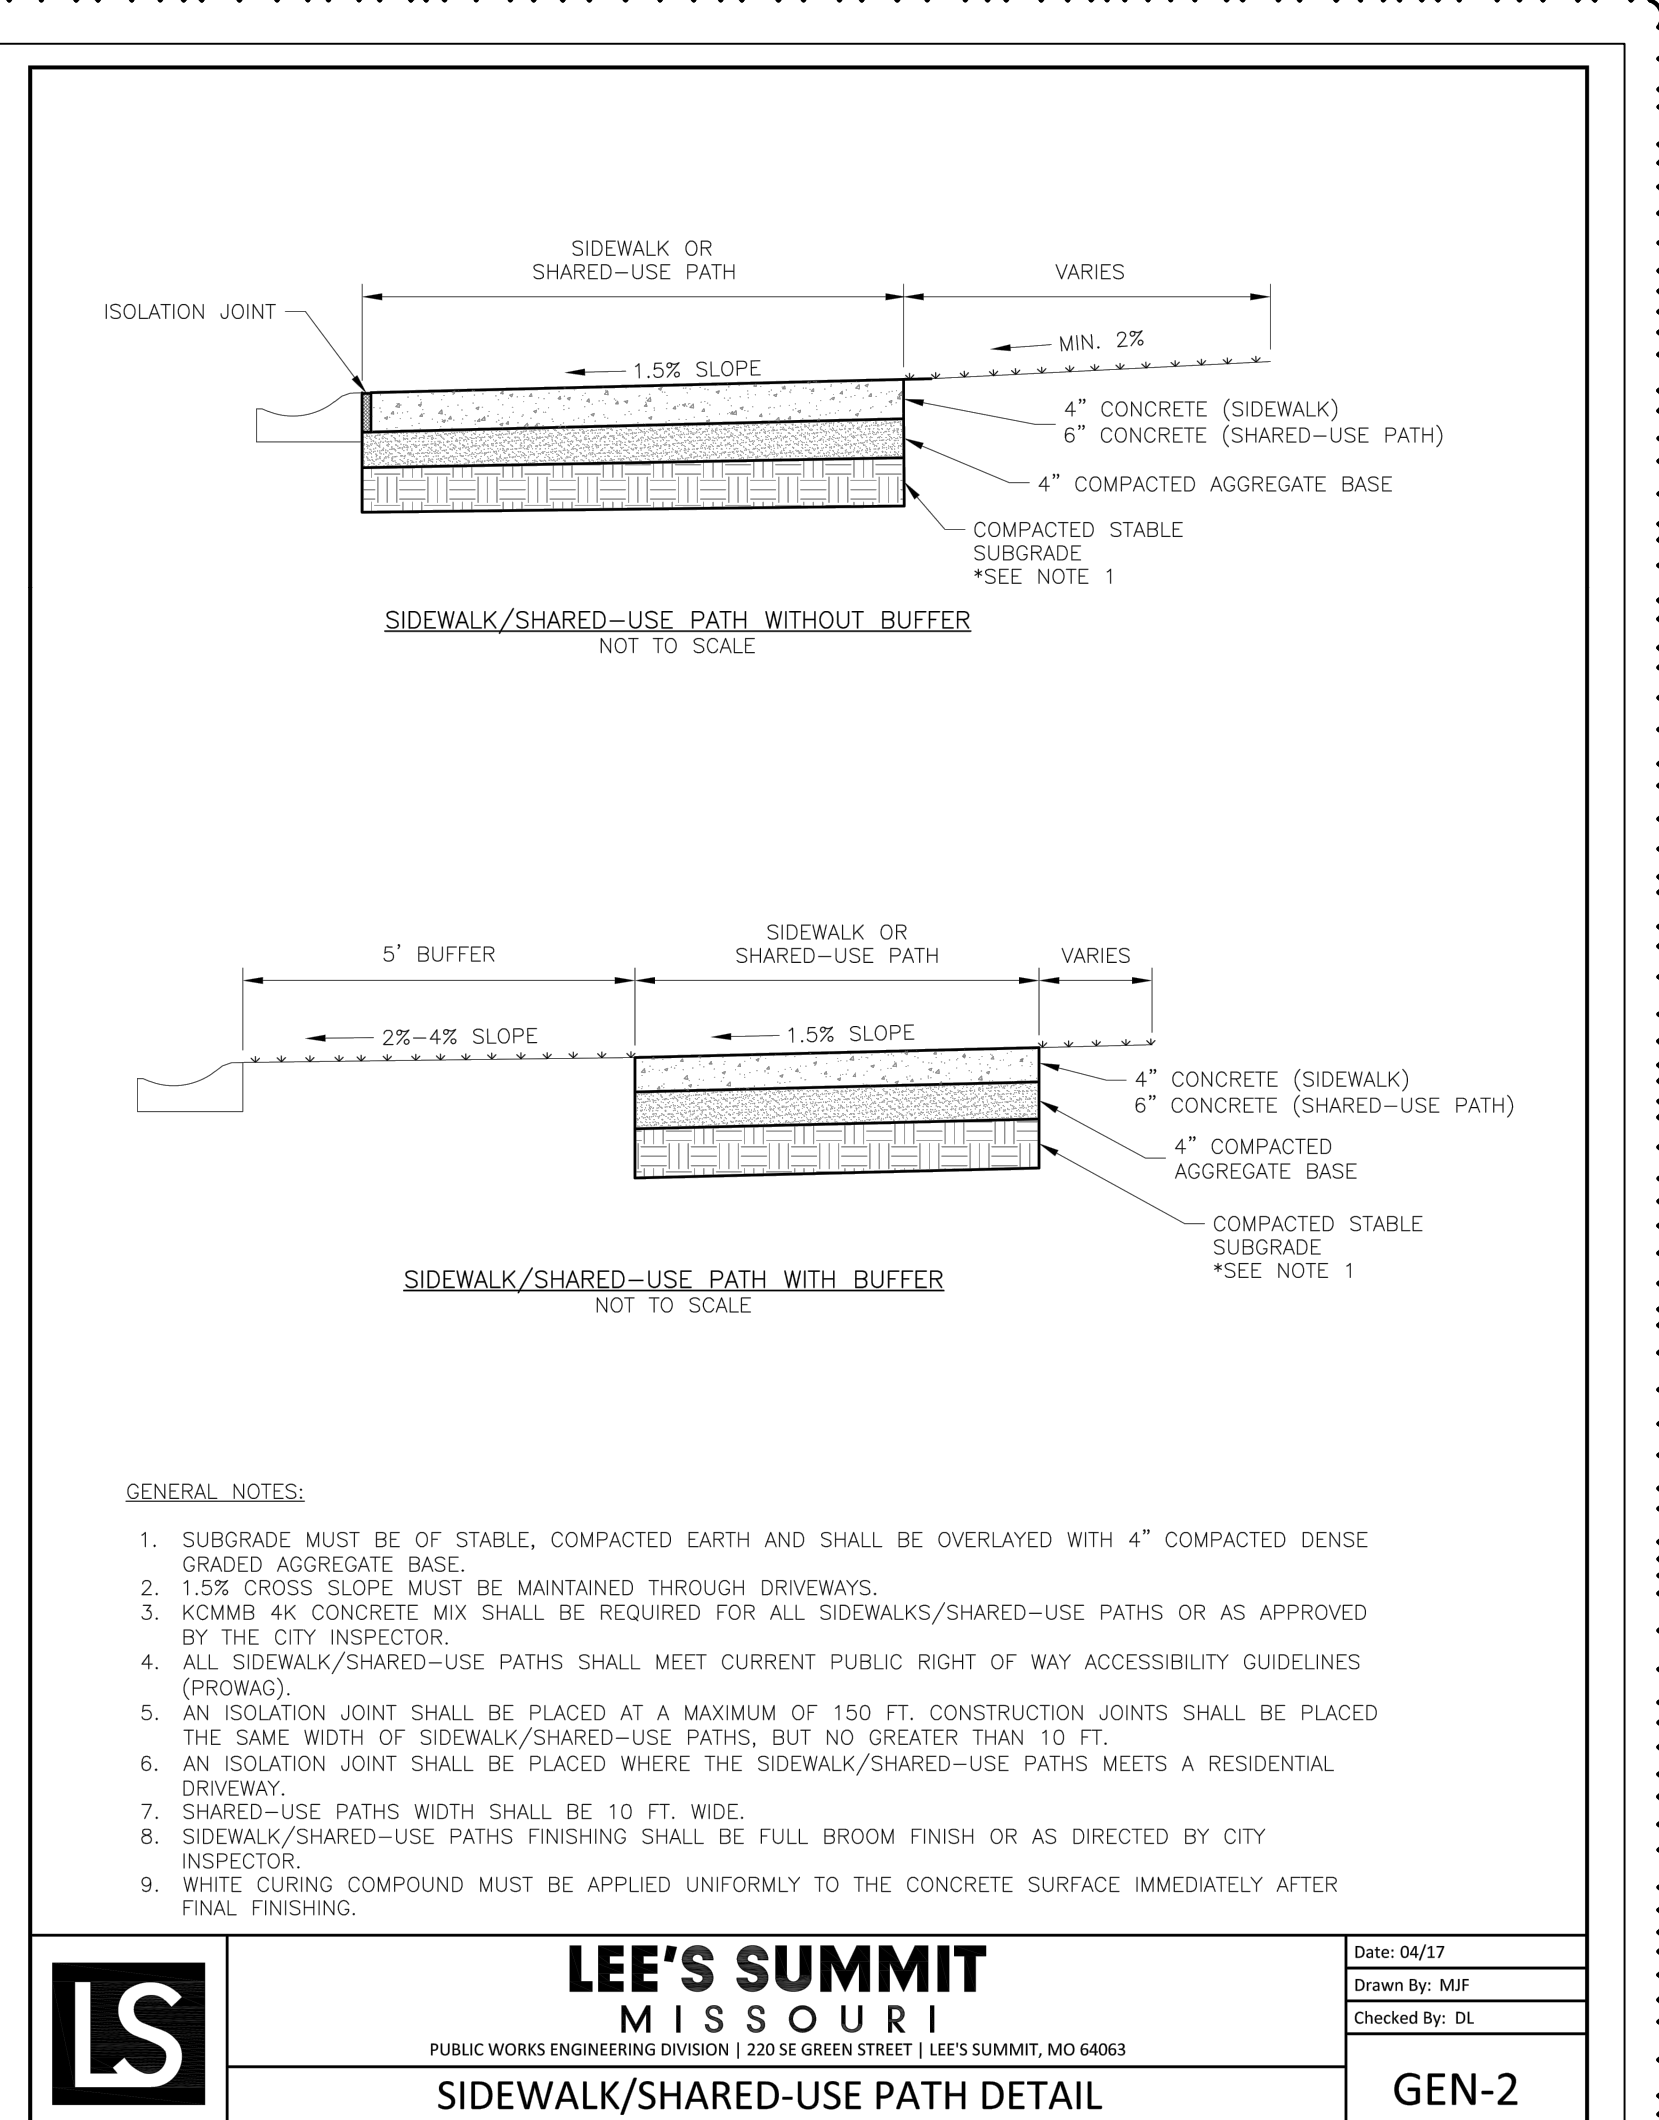 SIDEWALK OR
SHARED-USE PATH
VARIES
ISOLATION JOINT
MIN. 2%
1.5% SLOPE
4" CONCRETE (SIDEWALK)
6" CONCRETE (SHARED-USE PATH)
4" COMPACTED AGGREGATE BASE
COMPACTED STABLE
SUBGRADE
*SEE NOTE 1
SIDEWALK/SHARED-USE PATH WITHOUT BUFFER
NOT TO SCALE
5' BUFFER
SIDEWALK OR
SHARED-USE PATH
VARIES
2%-4% SLOPE
1.5% SLOPE
4" CONCRETE (SIDEWALK)
6" CONCRETE (SHARED-USE PATH)
4" COMPACTED
AGGREGATE BASE
COMPACTED STABLE
SUBGRADE
*SEE NOTE 1
SIDEWALK/SHARED-USE PATH WITH BUFFER
NOT TO SCALE
GENERAL NOTES:
1. SUBGRADE MUST BE OF STABLE, COMPACTED EARTH AND SHALL BE OVERLAYED WITH 4" COMPACTED DENSE
GRADED AGGREGATE BASE.
2. 1.5% CROSS SLOPE MUST BE MAINTAINED THROUGH DRIVEWAYS.
3. KCMMB 4K CONCRETE MIX SHALL BE REQUIRED FOR ALL SIDEWALKS/SHARED-USE PATHS OR AS APPROVED
BY THE CITY INSPECTOR.
4. ALL SIDEWALK/SHARED-USE PATHS SHALL MEET CURRENT PUBLIC RIGHT OF WAY ACCESSIBILITY GUIDELINES
(PROWAG).
5. AN ISOLATION JOINT SHALL BE PLACED AT A MAXIMUM OF 150 FT. CONSTRUCTION JOINTS SHALL BE PLACED
THE SAME WIDTH OF SIDEWALK/SHARED-USE PATHS, BUT NO GREATER THAN 10 FT.
6. AN ISOLATION JOINT SHALL BE PLACED WHERE THE SIDEWALK/SHARED-USE PATHS MEETS A RESIDENTIAL
DRIVEWAY.
7. SHARED-USE PATHS WIDTH SHALL BE 10 FT. WIDE.
8. SIDEWALK/SHARED-USE PATHS FINISHING SHALL BE FULL BROOM FINISH OR AS DIRECTED BY CITY
INSPECTOR.
9. WHITE CURING COMPOUND MUST BE APPLIED UNIFORMLY TO THE CONCRETE SURFACE IMMEDIATELY AFTER
FINAL FINISHING.
LS
LEE'S SUMMIT
MISSOURI
PUBLIC WORKS ENGINEERING DIVISION | 220 SE GREEN STREET | LEE'S SUMMIT, MO 64063
SIDEWALK/SHARED-USE PATH DETAIL
Date: 04/17
Drawn By: MJF
Checked By: DL
GEN-2